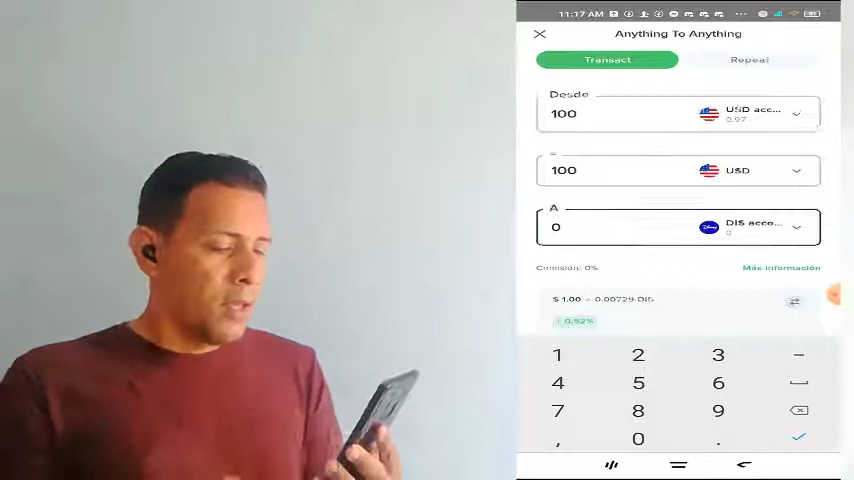 11:17 AM
Anything To Anything
Transact
Repeat
Desde
100
USD acc...
0.97
=
100
USD
A
0
DIS acco...
0
Comisión: 0%
Más información
$ 1.00 = 0.00729 DIS
↑ 0.52%
1 2 3 −
4 5 6
7 8 9
, 0 .